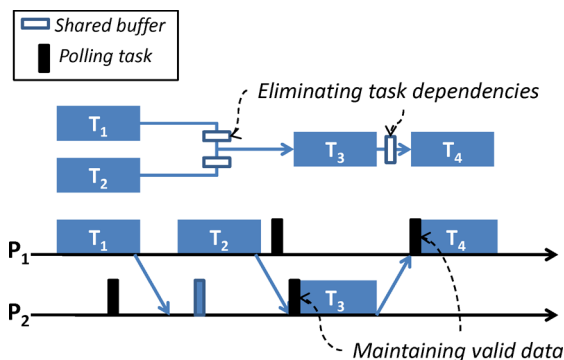 Shared buffer
Polling task
Eliminating task dependencies
T1
T2
T3
T4
P1
T1
T2
T4
P2
T3
Maintaining valid data